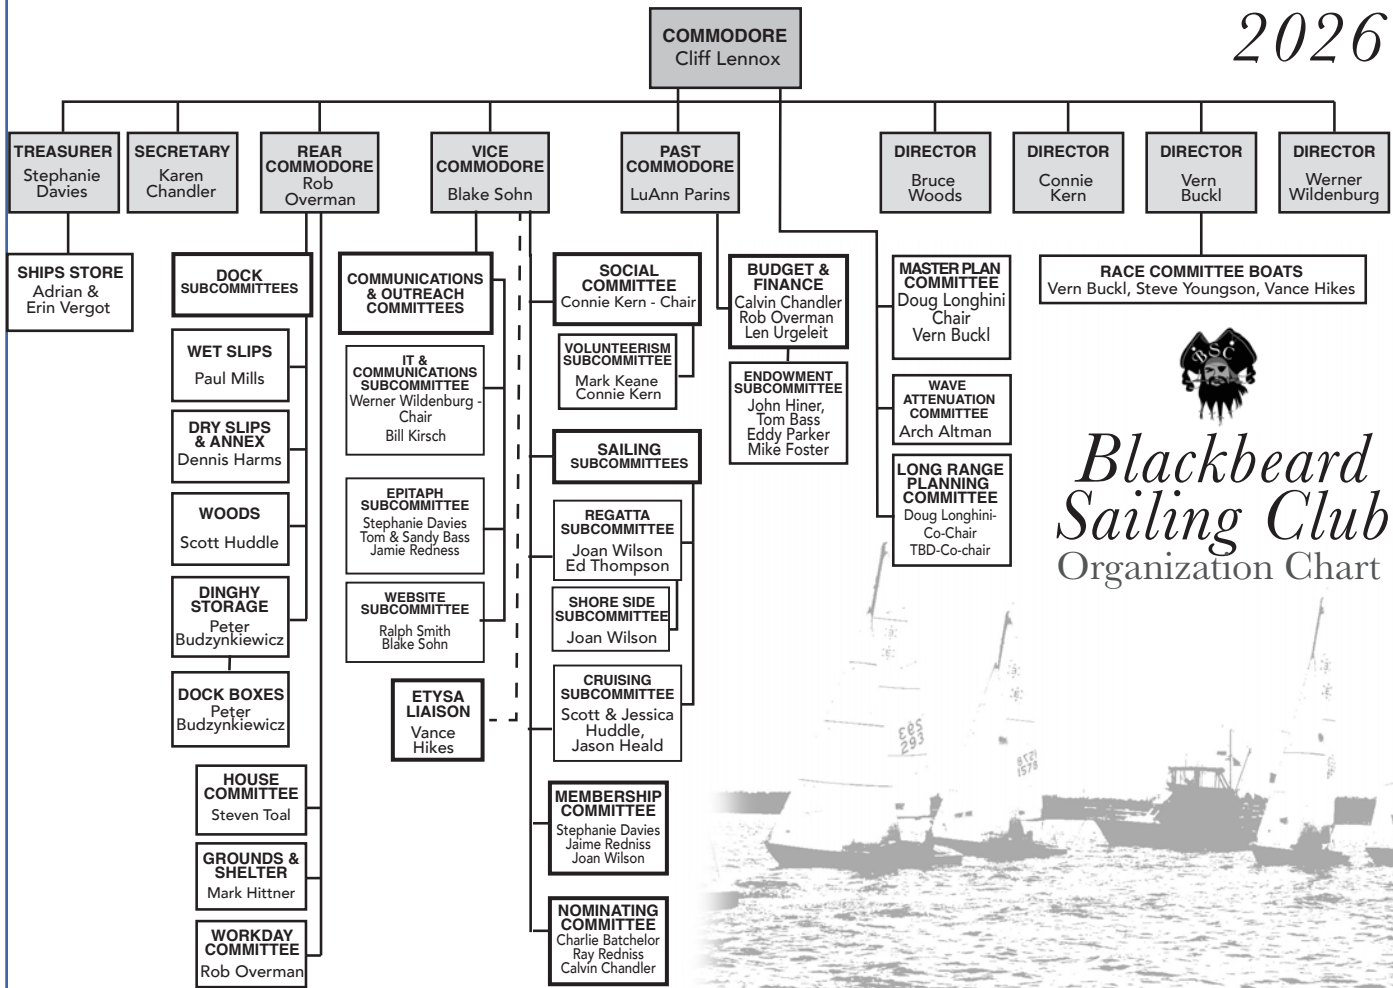 2026
COMMODORE
Cliff Lennox
TREASURER
Stephanie
Davies
SECRETARY
Karen
Chandler
REAR
COMMODORE
Rob
Overman
VICE
COMMODORE
Blake Sohn
PAST
COMMODORE
LuAnn Parins
DIRECTOR
Bruce
Woods
DIRECTOR
Connie
Kern
DIRECTOR
Vern
Buckl
DIRECTOR
Werner
Wildenburg
SHIPS STORE
Adrian &
Erin Vergot
DOCK
SUBCOMMITTEES
WET SLIPS
Paul Mills
DRY SLIPS
& ANNEX
Dennis Harms
WOODS
Scott Huddle
DINGHY
STORAGE
Peter
Budzynkiewicz
DOCK BOXES
Peter
Budzynkiewicz
HOUSE
COMMITTEE
Steven Toal
GROUNDS &
SHELTER
Mark Hittner
WORKDAY
COMMITTEE
Rob Overman
COMMUNICATIONS
& OUTREACH
COMMITTEES
IT &
COMMUNICATIONS
SUBCOMMITTEE
Werner Wildenburg -
Chair
Bill Kirsch
EPITAPH
SUBCOMMITTEE
Stephanie Davies
Tom & Sandy Bass
Jamie Redness
WEBSITE
SUBCOMMITTEE
Ralph Smith
Blake Sohn
ETYSA
LIAISON
Vance
Hikes
SOCIAL
COMMITTEE
Connie Kern - Chair
VOLUNTEERISM
SUBCOMMITTEE
Mark Keane
Connie Kern
SAILING
SUBCOMMITTEES
REGATTA
SUBCOMMITTEE
Joan Wilson
Ed Thompson
SHORE SIDE
SUBCOMMITTEE
Joan Wilson
CRUISING
SUBCOMMITTEE
Scott & Jessica
Huddle,
Jason Heald
MEMBERSHIP
COMMITTEE
Stephanie Davies
Jaime Redniss
Joan Wilson
NOMINATING
COMMITTEE
Charlie Batchelor
Ray Redniss
Calvin Chandler
BUDGET &
FINANCE
Calvin Chandler
Rob Overman
Len Urgeleit
ENDOWMENT
SUBCOMMITTEE
John Hiner,
Tom Bass
Eddy Parker
Mike Foster
MASTER PLAN
COMMITTEE
Doug Longhini
Chair
Vern Buckl
WAVE
ATTENUATION
COMMITTEE
Arch Altman
LONG RANGE
PLANNING
COMMITTEE
Doug Longhini-
Co-Chair
TBD-Co-chair
RACE COMMITTEE BOATS
Vern Buckl, Steve Youngson, Vance Hikes
BSC
Blackbeard
Sailing Club
Organization Chart
293
1578